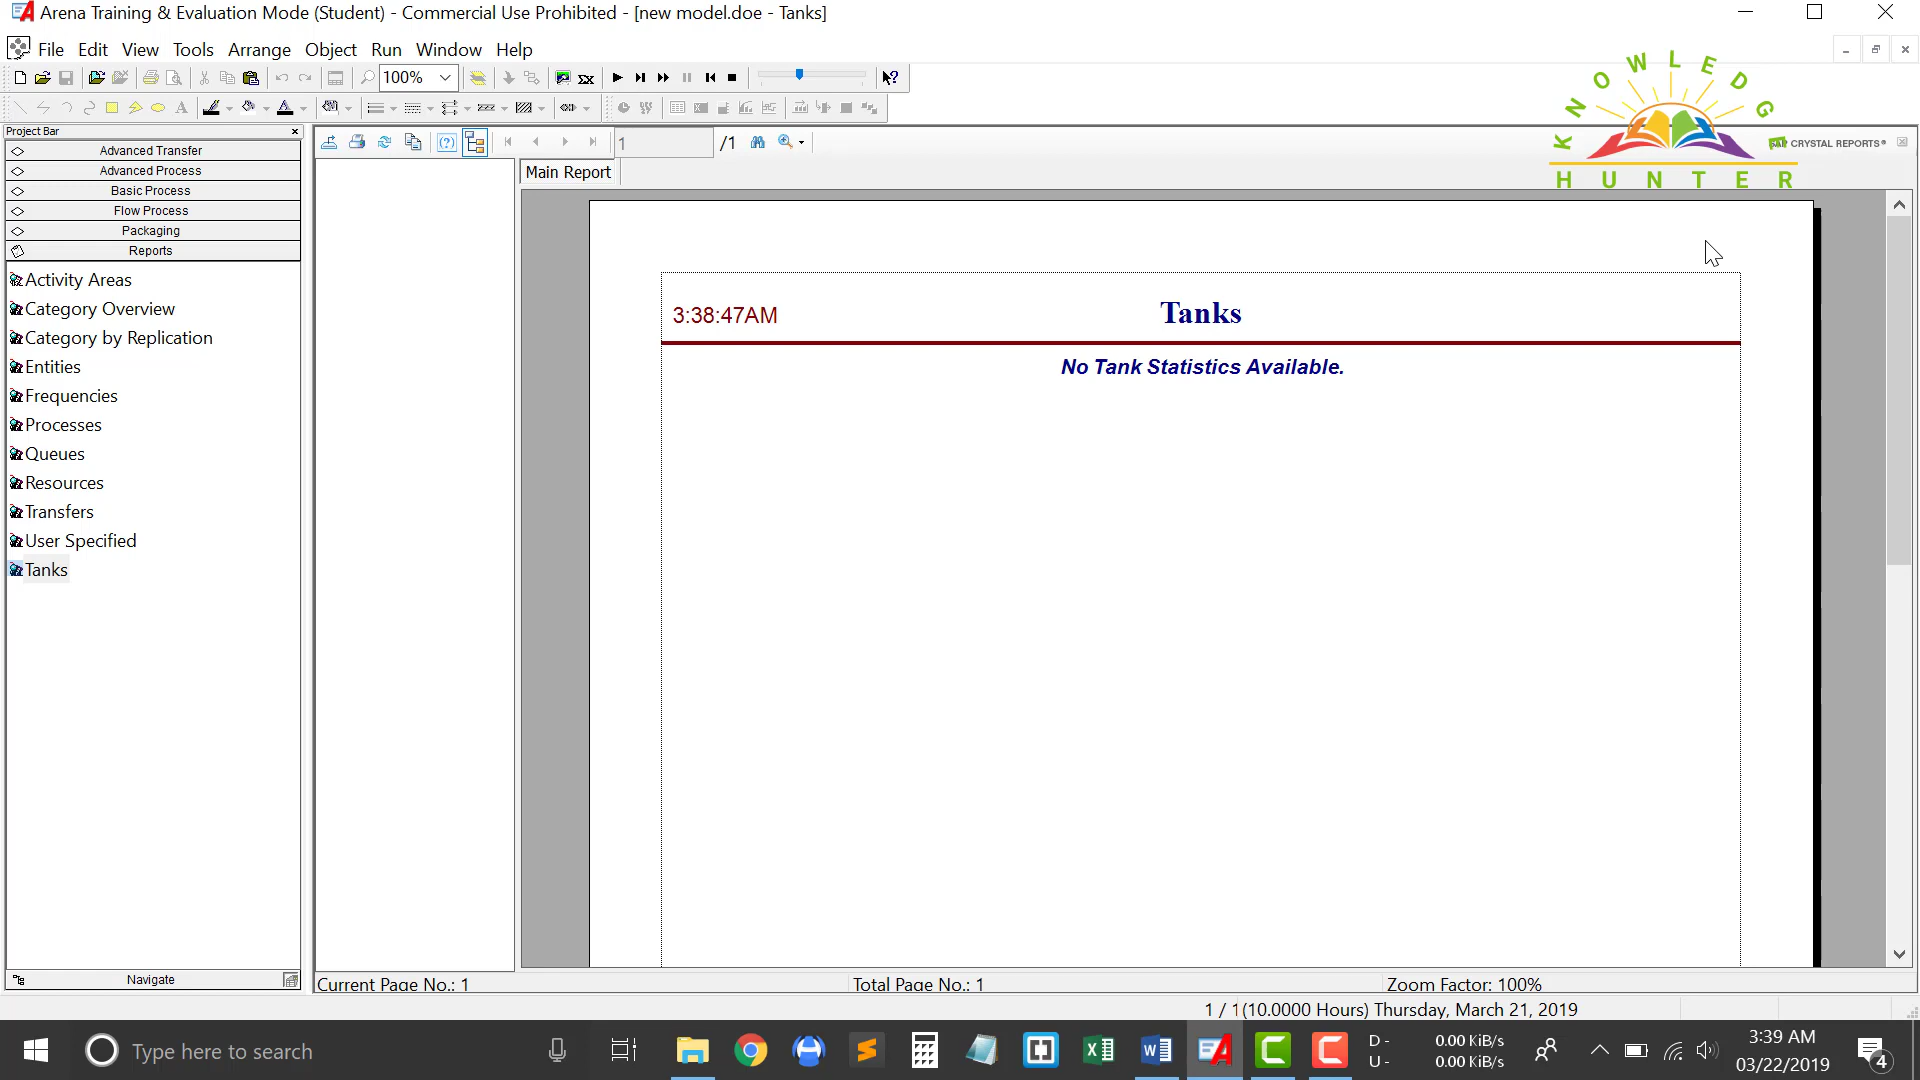 Arena Training & Evaluation Mode (Student) - Commercial Use Prohibited - [new model.doe - Tanks]
File Edit View Tools Arrange Object Run Window Help
100%
Project Bar
Advanced Transfer
Advanced Process
Basic Process
Flow Process
Packaging
Reports
Activity Areas
Category Overview
Category by Replication
Entities
Frequencies
Processes
Queues
Resources
Transfers
User Specified
Tanks
Navigate
1 /1
CRYSTAL REPORTS®
KNOWLEDGE
HUNTER
Main Report
3:38:47AM Tanks
No Tank Statistics Available.
Current Page No.: 1 Total Page No.: 1 Zoom Factor: 100%
1 / 1 (10.0000 Hours) Thursday, March 21, 2019
Type here to search
D - 0.00 KiB/s
U - 0.00 KiB/s
3:39 AM
03/22/2019
4